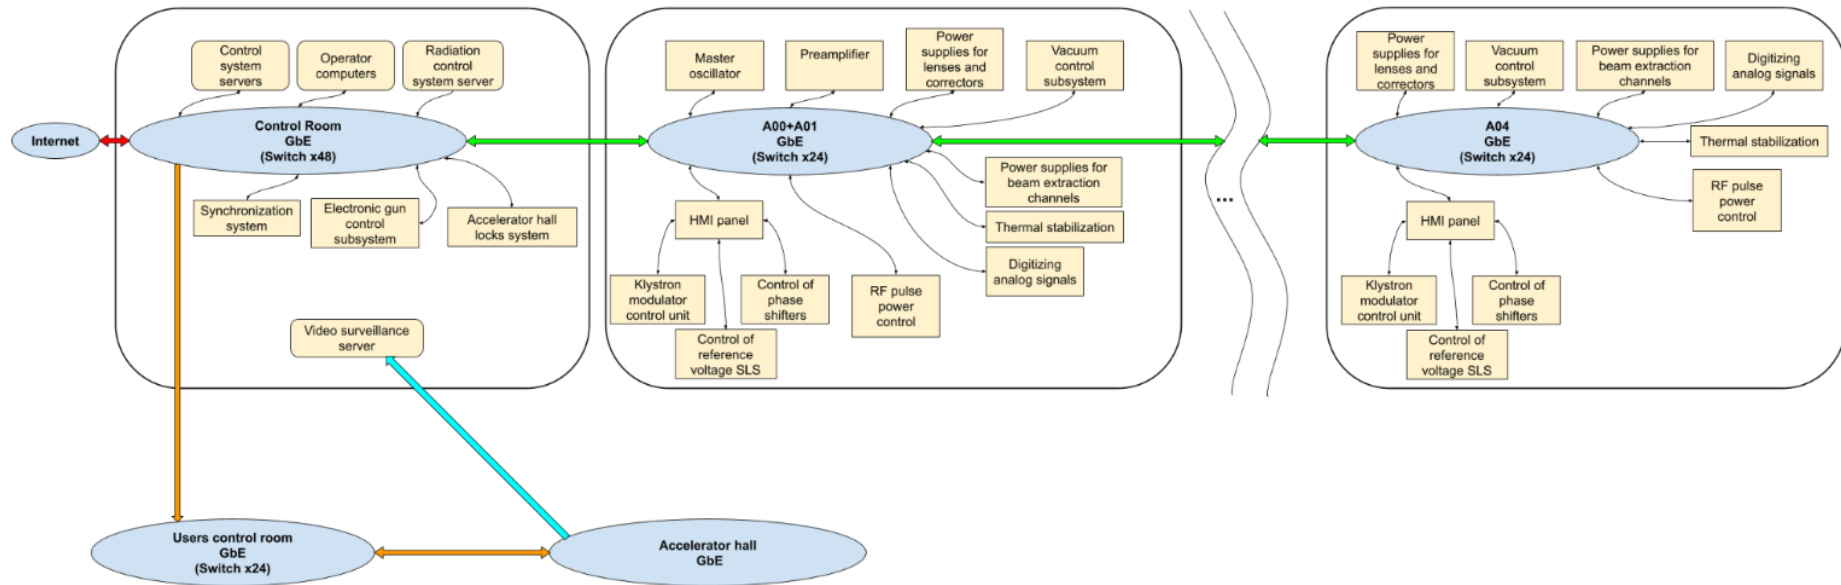 Control
system
servers
Operator
computers
Radiation
control
system server
Internet
Control Room
GbE
(Switch x48)
Synchronization
system
Electronic gun
control
subsystem
Accelerator hall
locks system
Video surveillance
server
Master
oscillator
Preamplifier
Power
supplies for
lenses and
correctors
Vacuum
control
subsystem
A00+A01
GbE
(Switch x24)
Power supplies for
beam extraction
channels
Thermal stabilization
Digitizing
analog signals
HMI panel
Klystron
modulator
control unit
Control of
phase
shifters
Control of
reference
voltage SLS
RF pulse
power
control
...
Power
supplies for
lenses and
correctors
Vacuum
control
subsystem
Power supplies for
beam extraction
channels
Digitizing
analog signals
A04
GbE
(Switch x24)
Thermal stabilization
RF pulse
power
control
HMI panel
Klystron
modulator
control unit
Control of
phase
shifters
Control of
reference
voltage SLS
Users control room
GbE
(Switch x24)
Accelerator hall
GbE